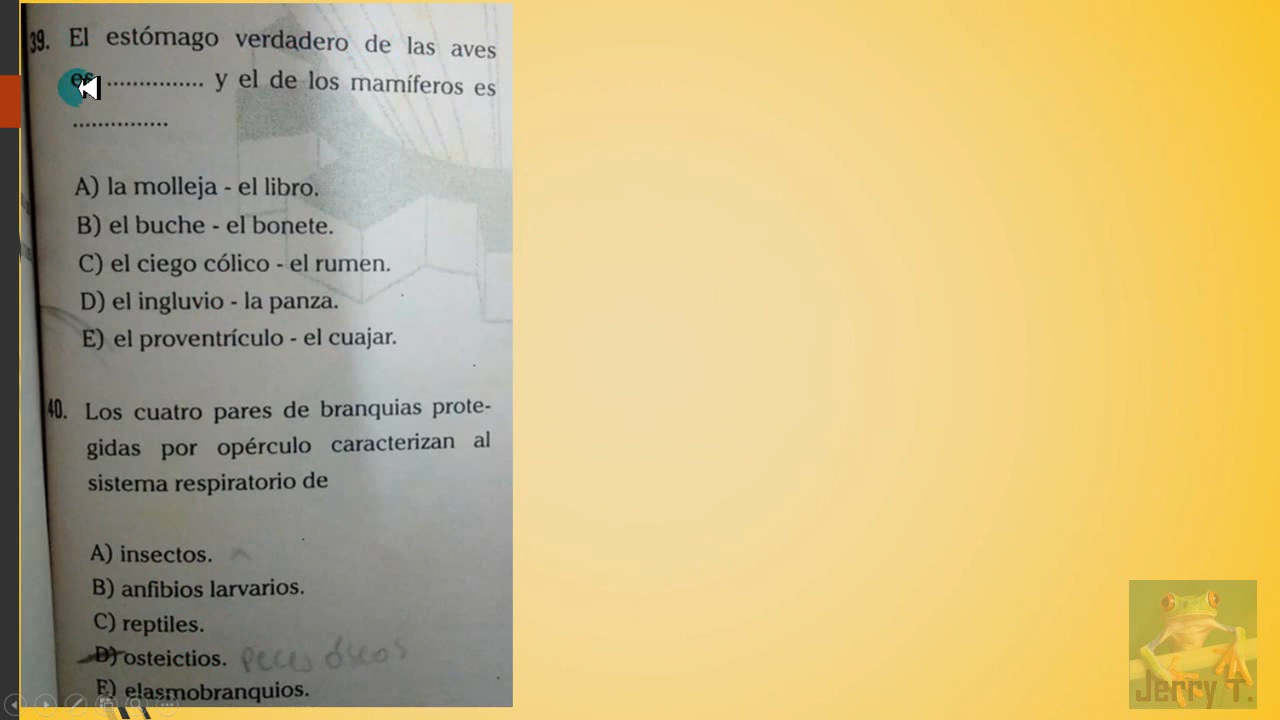 39. El estómago verdadero de las aves
es ............... y el de los mamíferos es
...............
A) la molleja - el libro.
B) el buche - el bonete.
C) el ciego cólico - el rumen.
D) el ingluvio - la panza.
E) el proventrículo - el cuajar.
40. Los cuatro pares de branquias prote-
gidas por opérculo caracterizan al
sistema respiratorio de
A) insectos.
B) anfibios larvarios.
C) reptiles.
D) osteictios. peces óseos
E) elasmobranquios.
Jerry T.